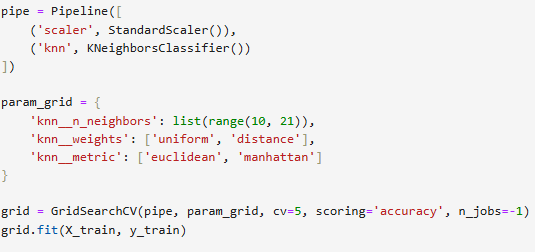 pipe = Pipeline([
    ('scaler', StandardScaler()),
    ('knn', KNeighborsClassifier())
])

param_grid = {
    'knn__n_neighbors': list(range(10, 21)),
    'knn__weights': ['uniform', 'distance'],
    'knn__metric': ['euclidean', 'manhattan']
}

grid = GridSearchCV(pipe, param_grid, cv=5, scoring='accuracy', n_jobs=-1)
grid.fit(X_train, y_train)